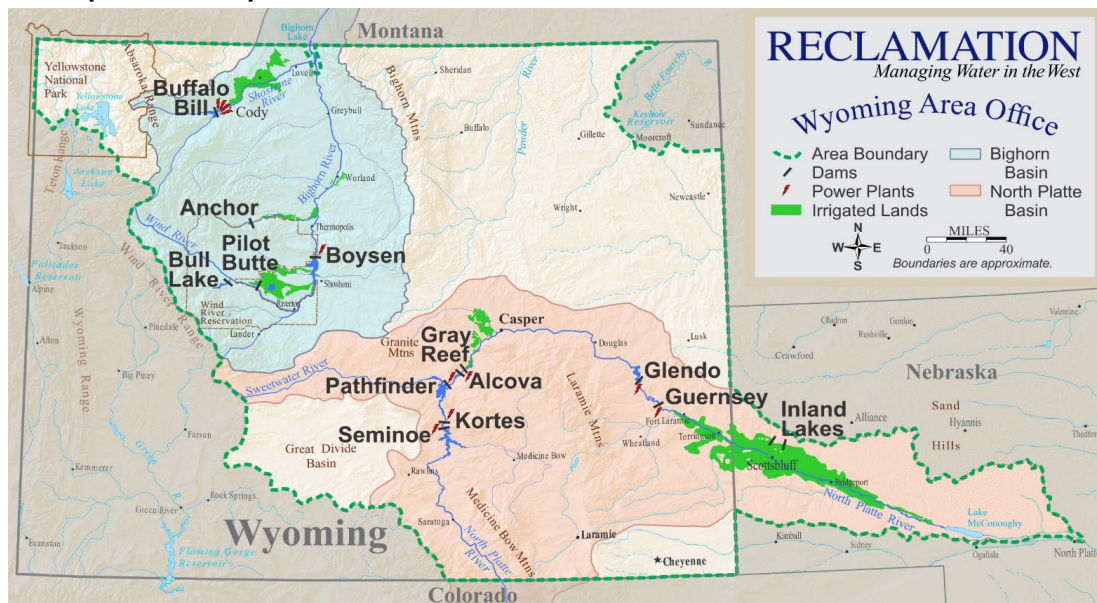 Montana
RECLAMATION
Managing Water in the West
Wyoming Area Office
Area Boundary
Dams
Power Plants
Irrigated Lands
Bighorn
Basin
North Platte
Basin
N
W E
S
MILES
0 40
Boundaries are approximate.
Bighorn
Lake
Yellowstone
National
Park
Absaroka Range
Yellowstone
Lake
Teton Range
Jackson
Lake
Lovell
Shoshone
River
Buffalo
Bill
Cody
Greybull
Bighorn Mtns
Sheridan
Buffalo
Powder
River
Gillette
Belle Fourche
R.
Keyhole
Reservoir
Sundance
Moorcroft
Bighorn River
Worland
Newcastle
Wright
Anchor
Thermopolis
Wind River
Pilot
Butte
Bull
Lake
Boysen
Shoshoni
Riverton
Wind
River
Reservation
Lander
Jackson
Palisades
Reservoir
Alpine
Wind River Range
Pinedale
Afton
Wyoming Range
Big Piney
Green
R.
Farson
Kemmerer
Rock Springs
Green River
Evanston
Flaming Gorge
Reservoir
Wyoming
Granite
Mtns
Gray
Reef
Casper
Sweetwater River
Pathfinder
Alcova
Seminoe
Kortes
Great Divide
Basin
Rawlins
Medicine Bow
Medicine Bow Mtns
Saratoga
North Platte
River
Douglas
Lusk
Laramie Mtns
Glendo
Guernsey
Fort Laramie
Wheatland
Torrington
Laramie
Cheyenne
Inland
Lakes
Scottsbluff
Alliance
Bridgeport
North Platte River
Lake
McConoughy
Kimball
Sidney
Ogallala
North Platte
Chadron
Rushville
Gordon
Crawford
Valentine
Nebraska
Sand
Hills
Hyannis
Thedford
Colorado